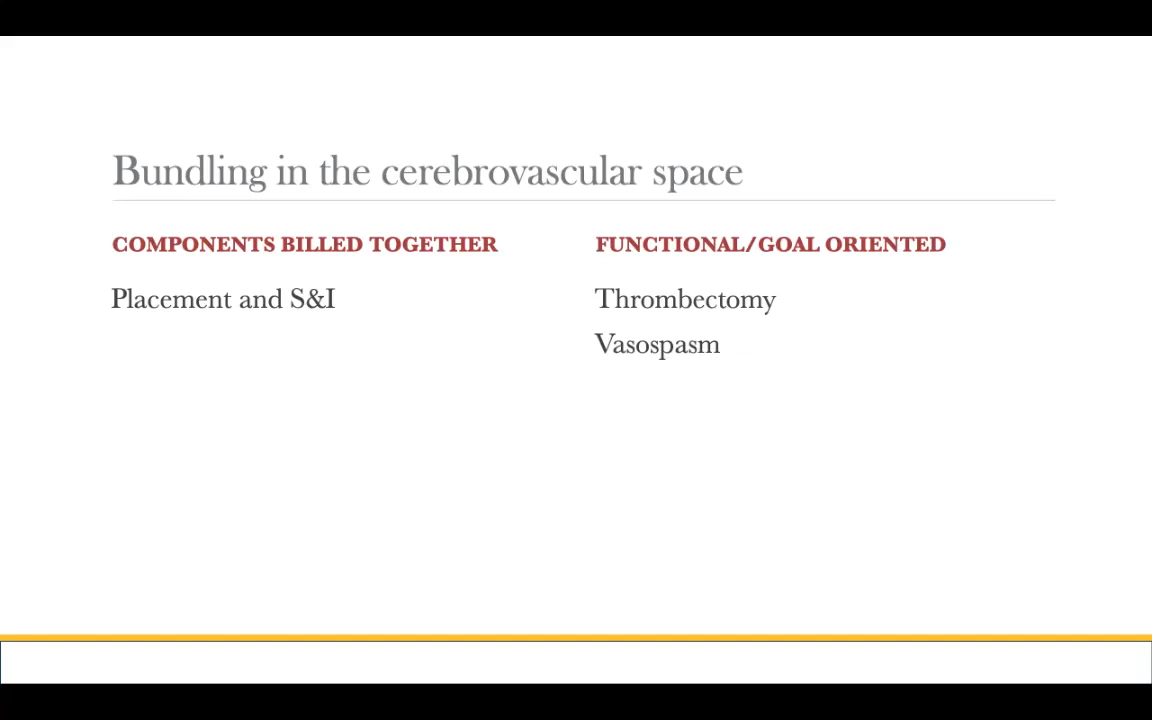 Bundling in the cerebrovascular space
COMPONENTS BILLED TOGETHER
Placement and S&I
FUNCTIONAL/GOAL ORIENTED
Thrombectomy
Vasospasm